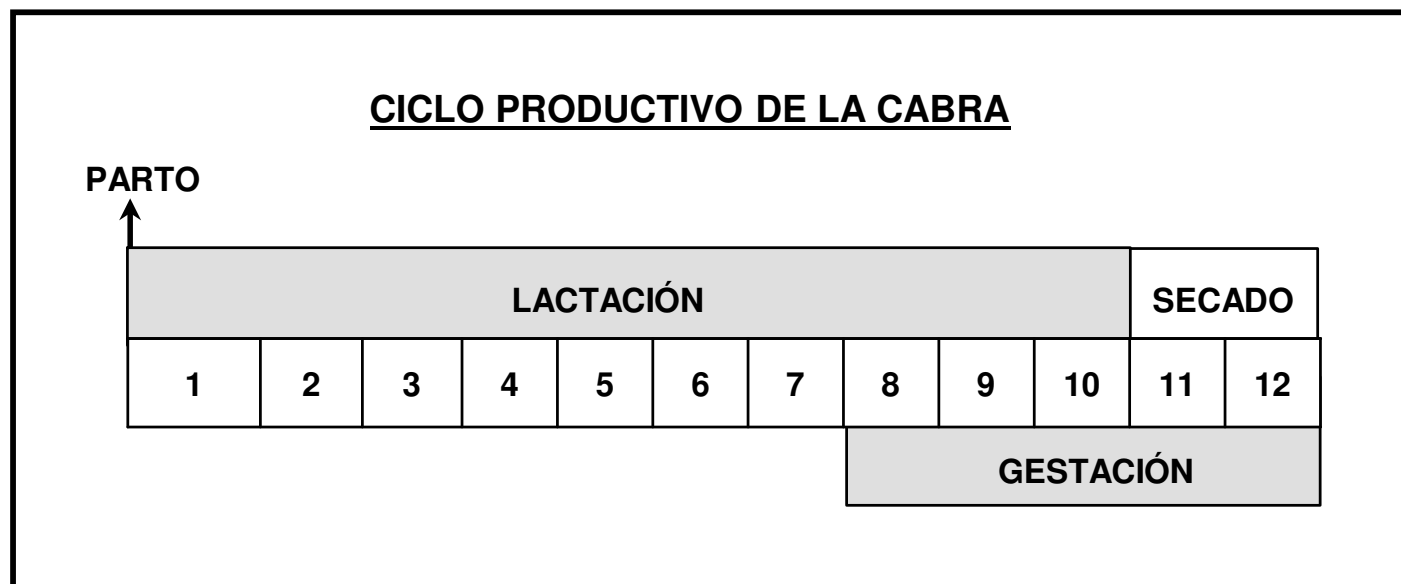 CICLO PRODUCTIVO DE LA CABRA
PARTO
LACTACIÓN SECADO
1 2 3 4 5 6 7 8 9 10 11 12
GESTACIÓN